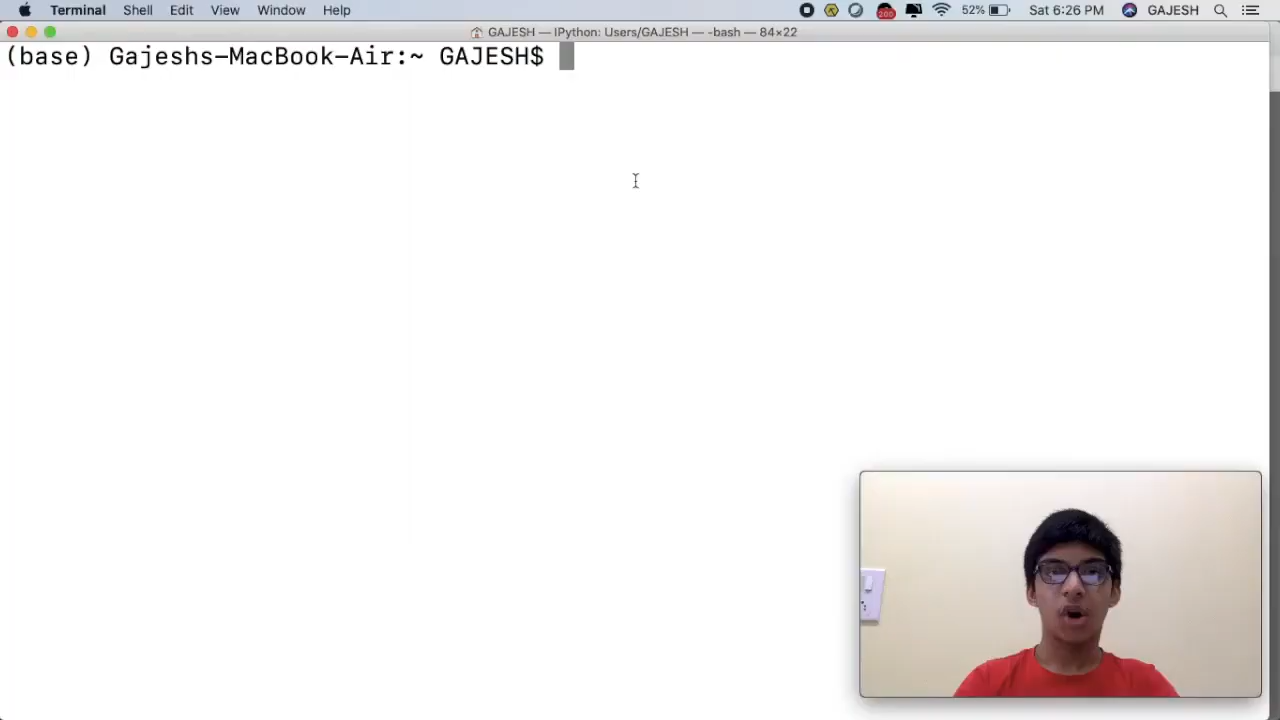 Terminal Shell Edit View Window Help 200 52% Sat 6:26 PM GAJESH
GAJESH — IPython: Users/GAJESH — -bash — 84×22
(base) Gajeshs-MacBook-Air:~ GAJESH$